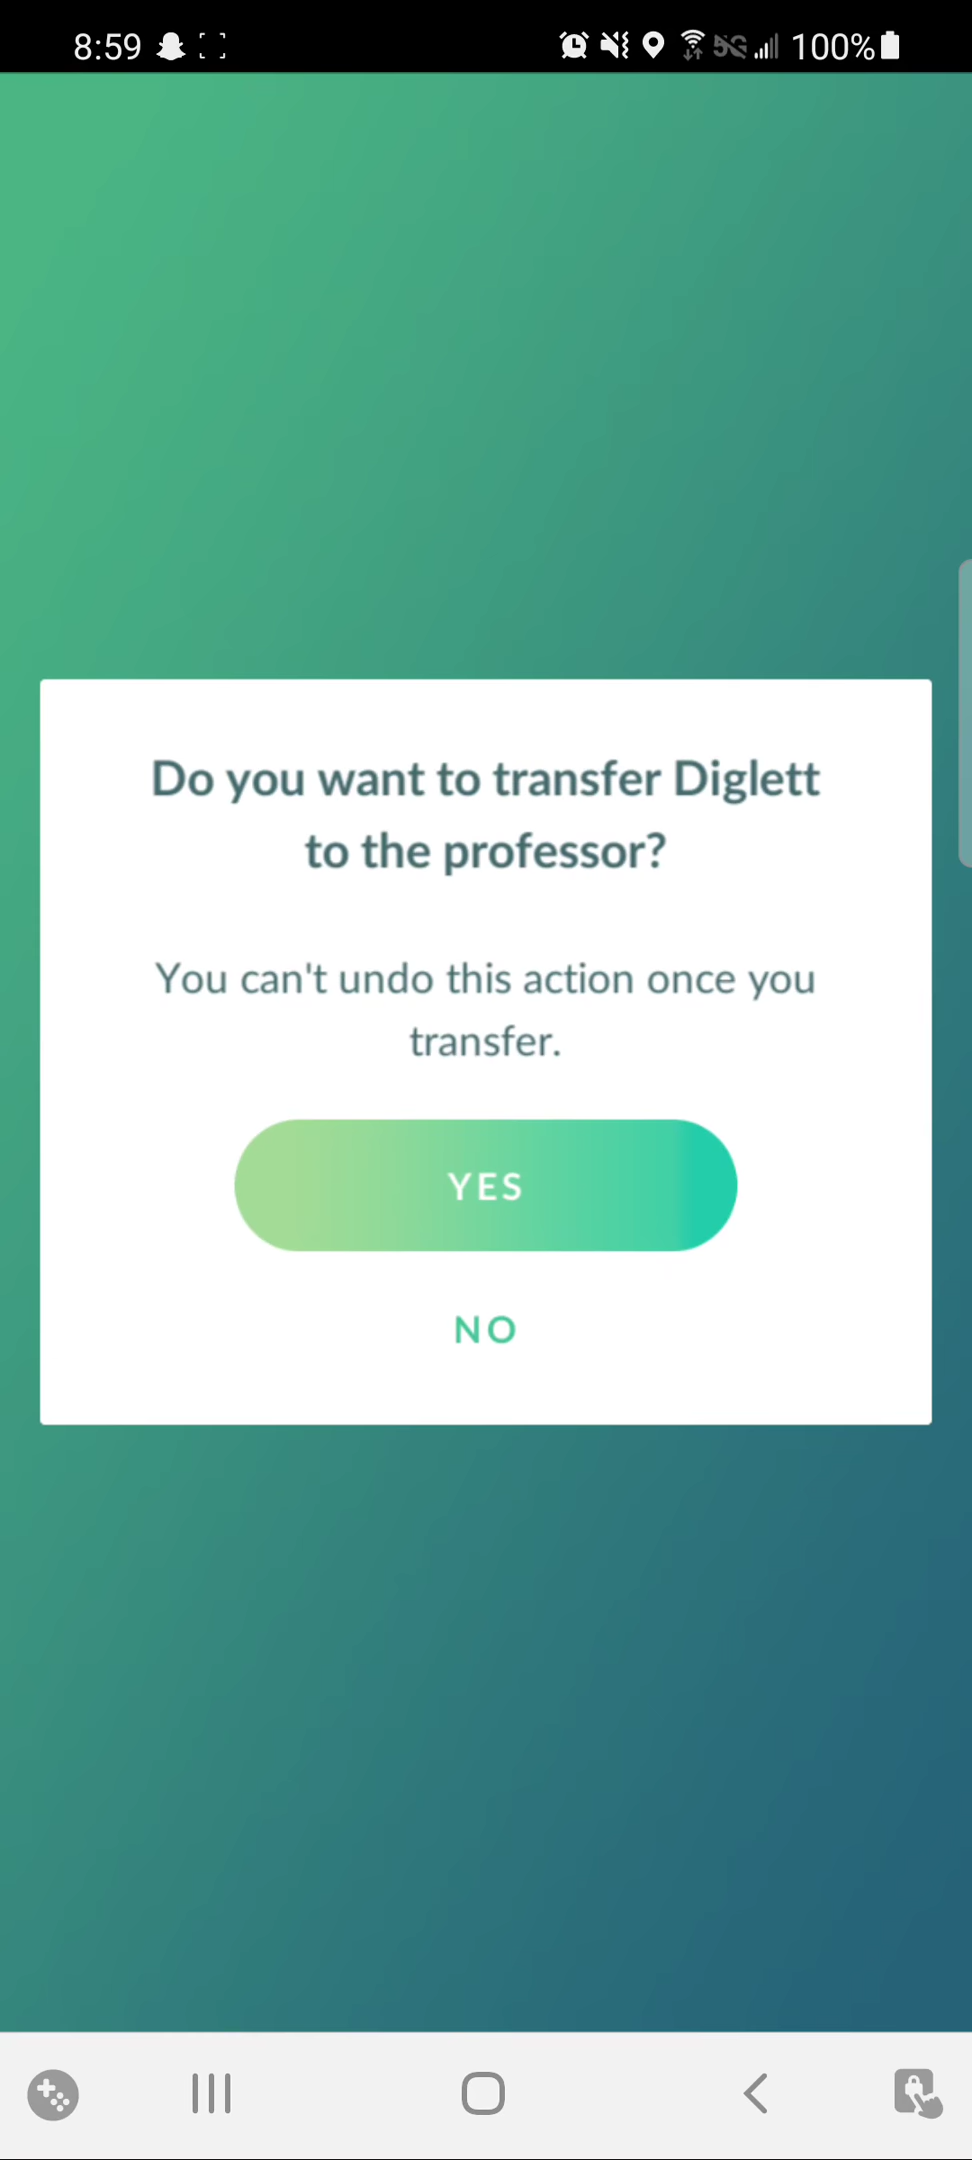 8:59 5G 100%
Do you want to transfer Diglett
to the professor?
You can't undo this action once you
transfer.
YES
NO